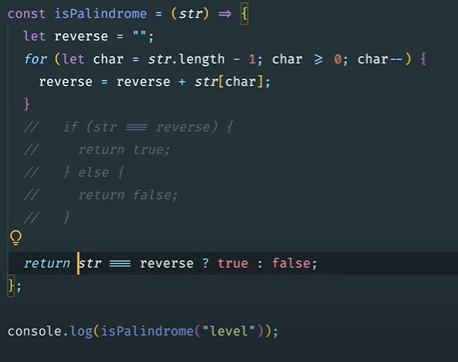 const isPalindrome = (str) => {
  let reverse = "";
  for (let char = str.length - 1; char >= 0; char--) {
    reverse = reverse + str[char];
  }
  //   if (str === reverse) {
  //     return true;
  //   } else {
  //     return false;
  //   }

  return str === reverse ? true : false;
};

console.log(isPalindrome("level"));